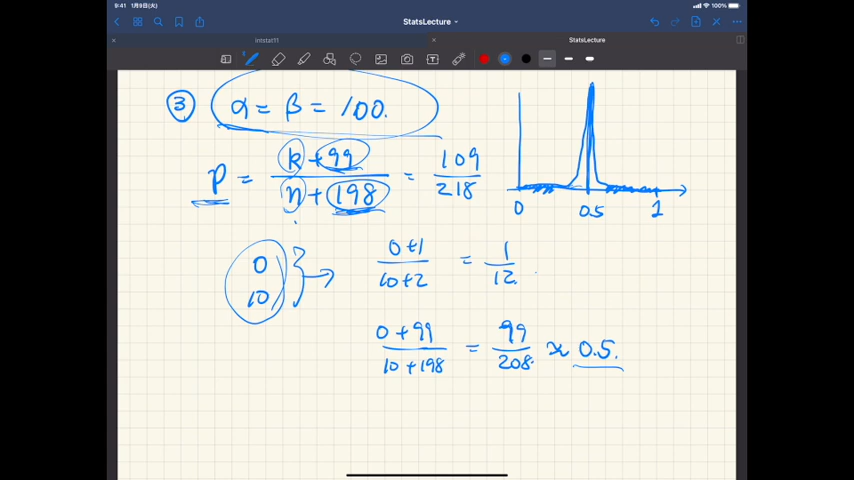 9:41 1月9日(火)
100%
StatsLecture
StatsLecture
③ α = β = 100.
p = k+99 / n+198 = 109 / 218
0 0.5 1
0
10
0+1 / 10+2 = 1 / 12.
0+99 / 10+198 = 99 / 208. ≈ 0.5.